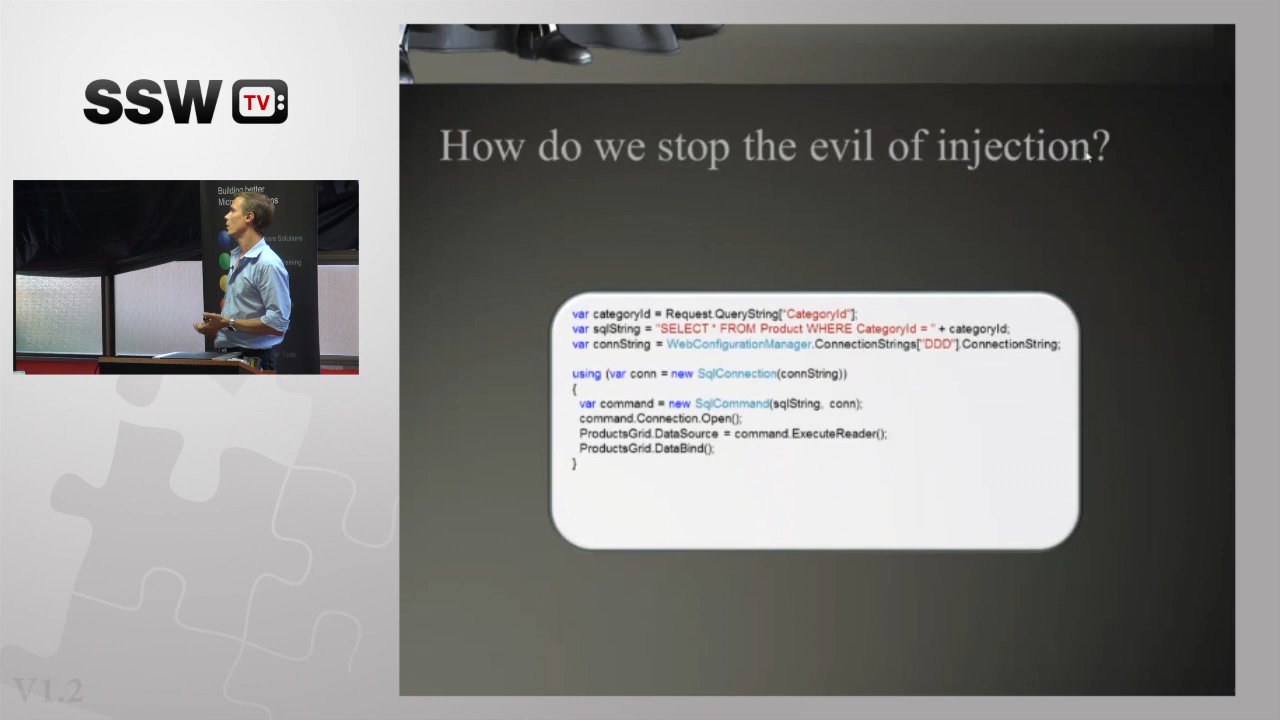 SSW TV
Building better
How do we stop the evil of injection?
var categoryId = Request.QueryString["CategoryId"];
var sqlString = "SELECT * FROM Product WHERE CategoryId = " + categoryId;
var connString = WebConfigurationManager.ConnectionStrings["DDD"].ConnectionString;
using (var conn = new SqlConnection(connString))
{
var command = new SqlCommand(sqlString, conn);
command.Connection.Open();
ProductsGrid.DataSource = command.ExecuteReader();
ProductsGrid.DataBind();
}
V1.2